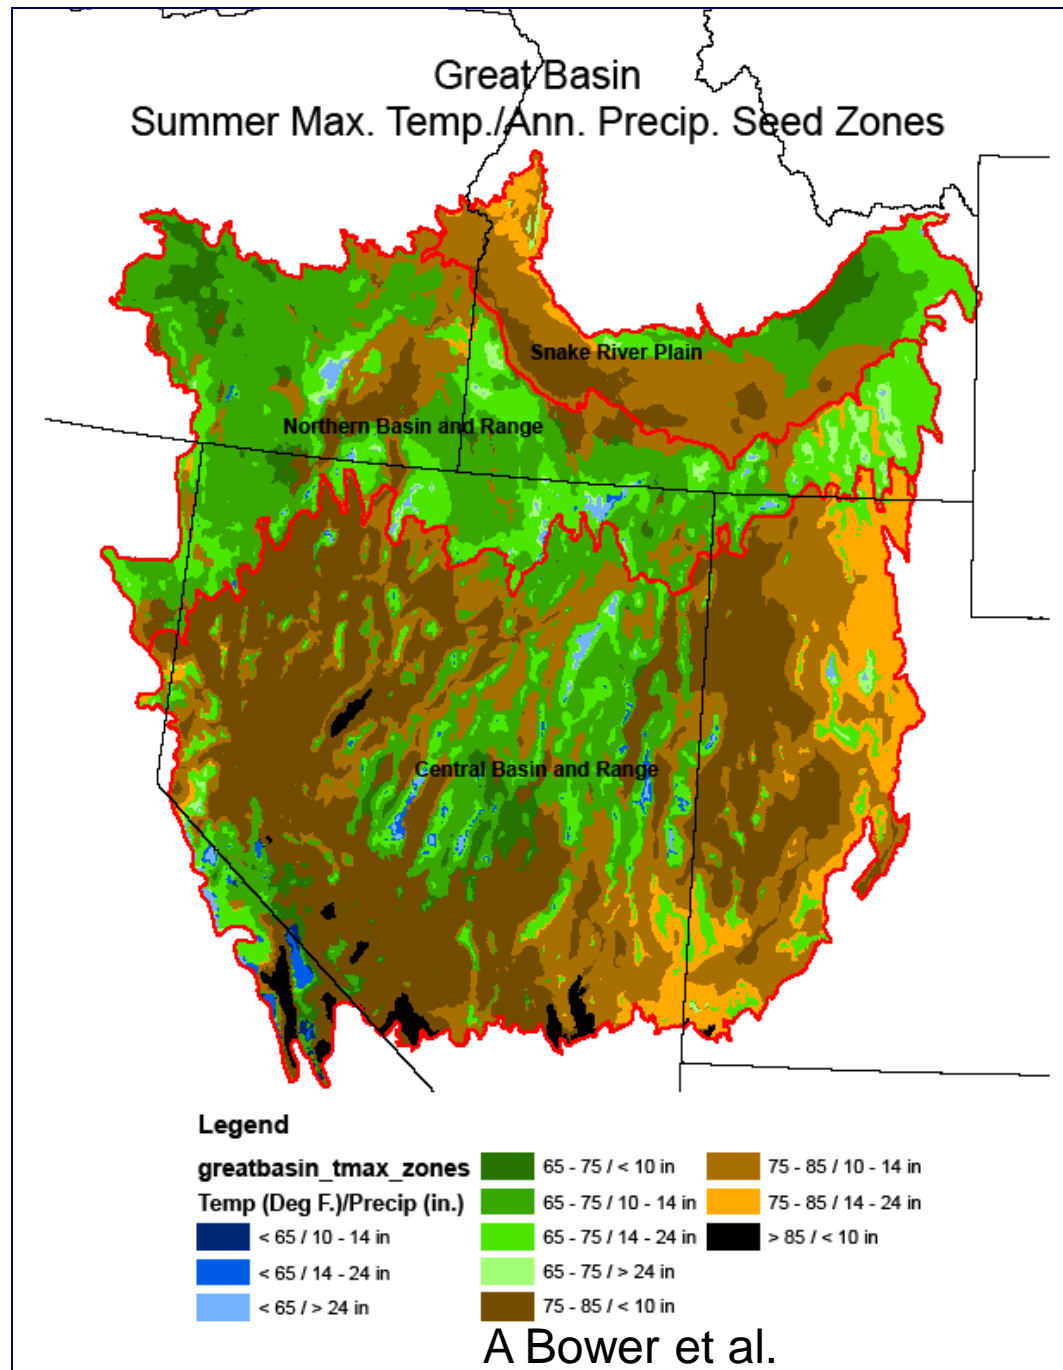 Great Basin
Summer Max. Temp./Ann. Precip. Seed Zones
Snake River Plain
Northern Basin and Range
Central Basin and Range
Legend
greatbasin_tmax_zones
Temp (Deg F.)/Precip (in.)
< 65 / 10 - 14 in
< 65 / 14 - 24 in
< 65 / > 24 in
65 - 75 / < 10 in
65 - 75 / 10 - 14 in
65 - 75 / 14 - 24 in
65 - 75 / > 24 in
75 - 85 / < 10 in
75 - 85 / 10 - 14 in
75 - 85 / 14 - 24 in
> 85 / < 10 in
A Bower et al.